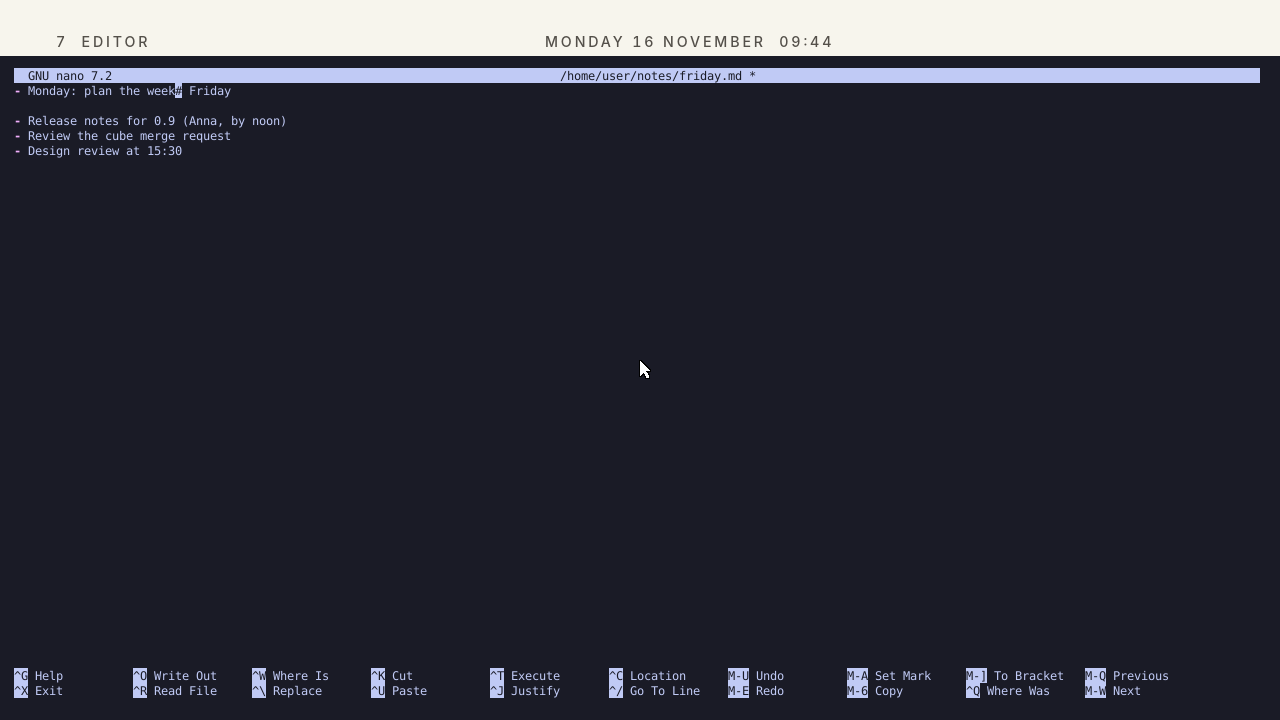 7 EDITOR MONDAY 16 NOVEMBER 09:44
GNU nano 7.2 /home/user/notes/friday.md *
- Monday: plan the week# Friday
- Release notes for 0.9 (Anna, by noon)
- Review the cube merge request
- Design review at 15:30
^G Help ^O Write Out ^W Where Is ^K Cut ^T Execute ^C Location M-U Undo M-A Set Mark M-] To Bracket M-Q Previous
^X Exit ^R Read File ^\ Replace ^U Paste ^J Justify ^/ Go To Line M-E Redo M-6 Copy ^Q Where Was M-W Next